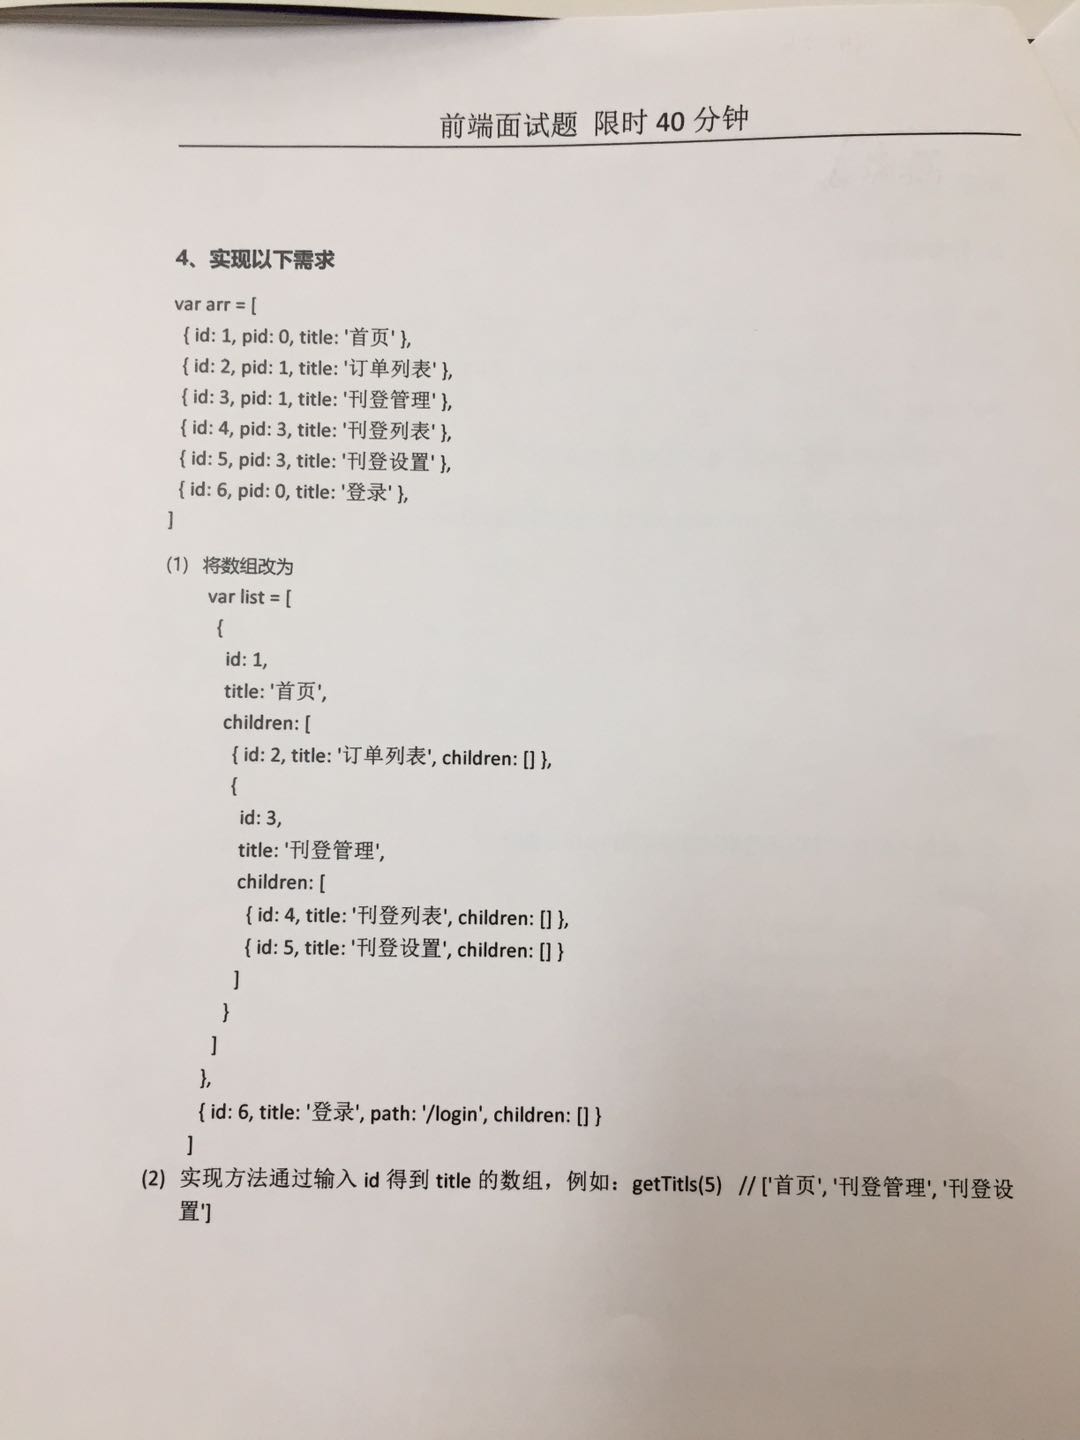 前端面试题 限时 40 分钟
4、实现以下需求
var arr = [
{ id: 1, pid: 0, title: '首页' },
{ id: 2, pid: 1, title: '订单列表' },
{ id: 3, pid: 1, title: '刊登管理' },
{ id: 4, pid: 3, title: '刊登列表' },
{ id: 5, pid: 3, title: '刊登设置' },
{ id: 6, pid: 0, title: '登录' },
]
(1) 将数组改为
var list = [
{
id: 1,
title: '首页',
children: [
{ id: 2, title: '订单列表', children: [] },
{
id: 3,
title: '刊登管理',
children: [
{ id: 4, title: '刊登列表', children: [] },
{ id: 5, title: '刊登设置', children: [] }
]
}
]
},
{ id: 6, title: '登录', path: '/login', children: [] }
]
(2) 实现方法通过输入 id 得到 title 的数组，例如：getTitls(5) // ['首页', '刊登管理', '刊登设
置']